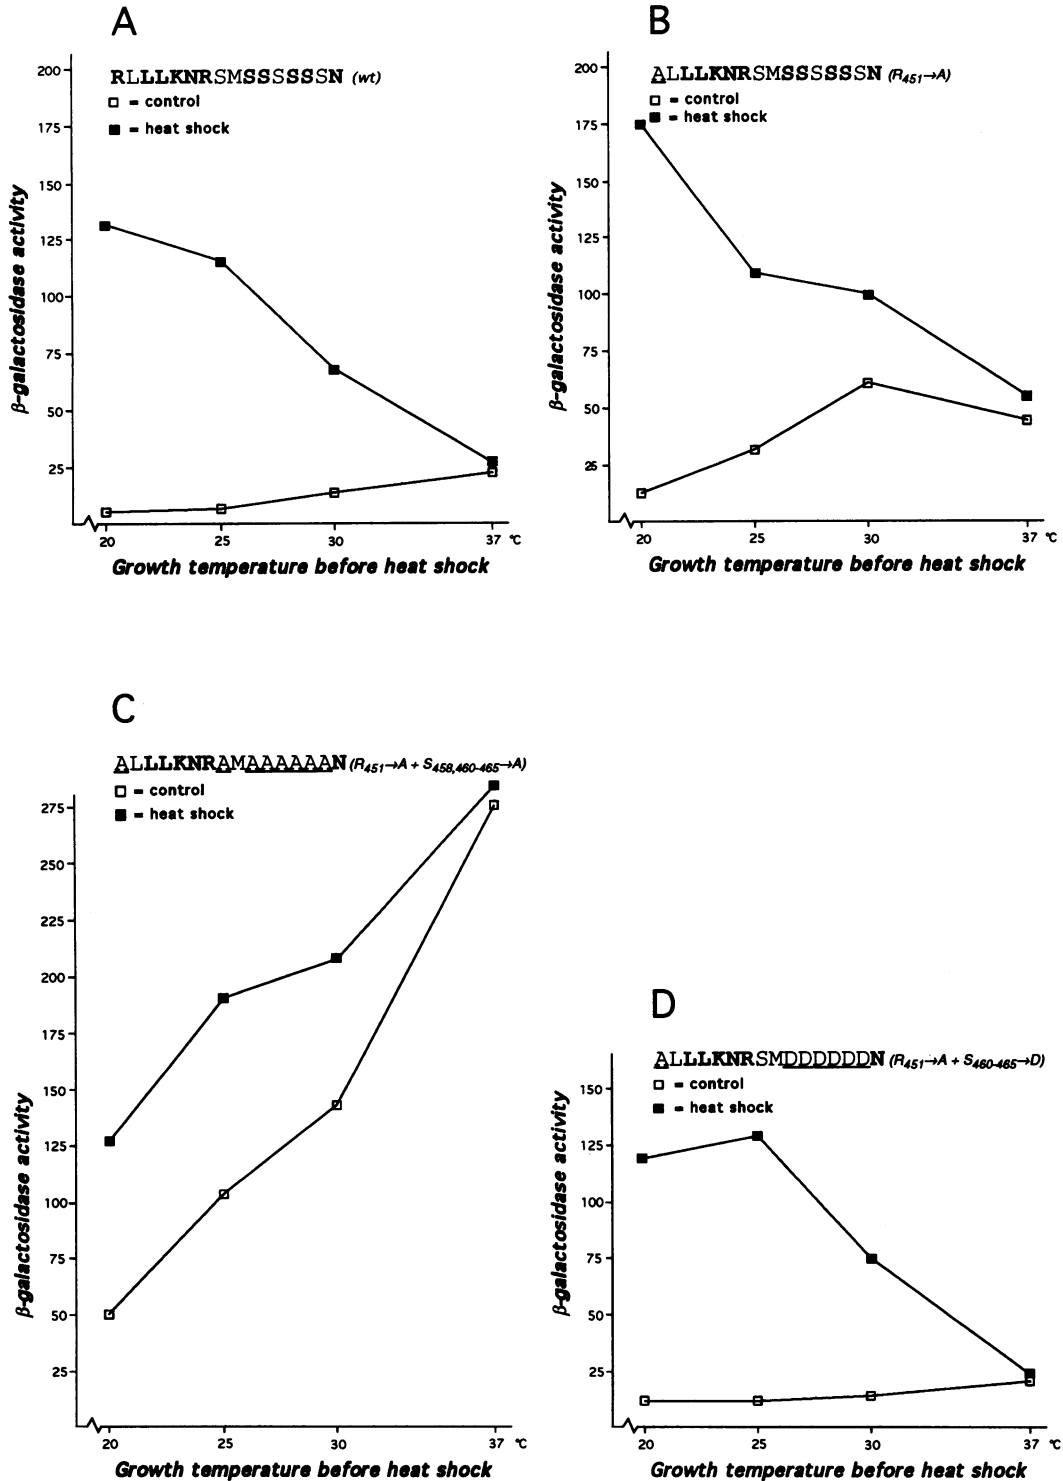 A
RLLLKNRSMSSSSSSN (wt)
□ = control
■ = heat shock
200
175
150
125
100
75
50
25
β-galactosidase activity
20 25 30 37 °C
Growth temperature before heat shock
B
ALLLKNRSMSSSSSSN (R451→A)
□ = control
■ = heat shock
200
175
150
125
100
75
50
25
β-galactosidase activity
20 25 30 37 °C
Growth temperature before heat shock
C
ALLLKNRAMAAAAAAN (R451→A + S458,460-465→A)
□ = control
■ = heat shock
275
250
225
200
175
150
125
100
75
50
25
β-galactosidase activity
20 25 30 37 °C
Growth temperature before heat shock
D
ALLLKNRSMDDDDDDN (R451→A + S460-465→D)
□ = control
■ = heat shock
150
125
100
75
50
25
β-galactosidase activity
20 25 30 37 °C
Growth temperature before heat shock